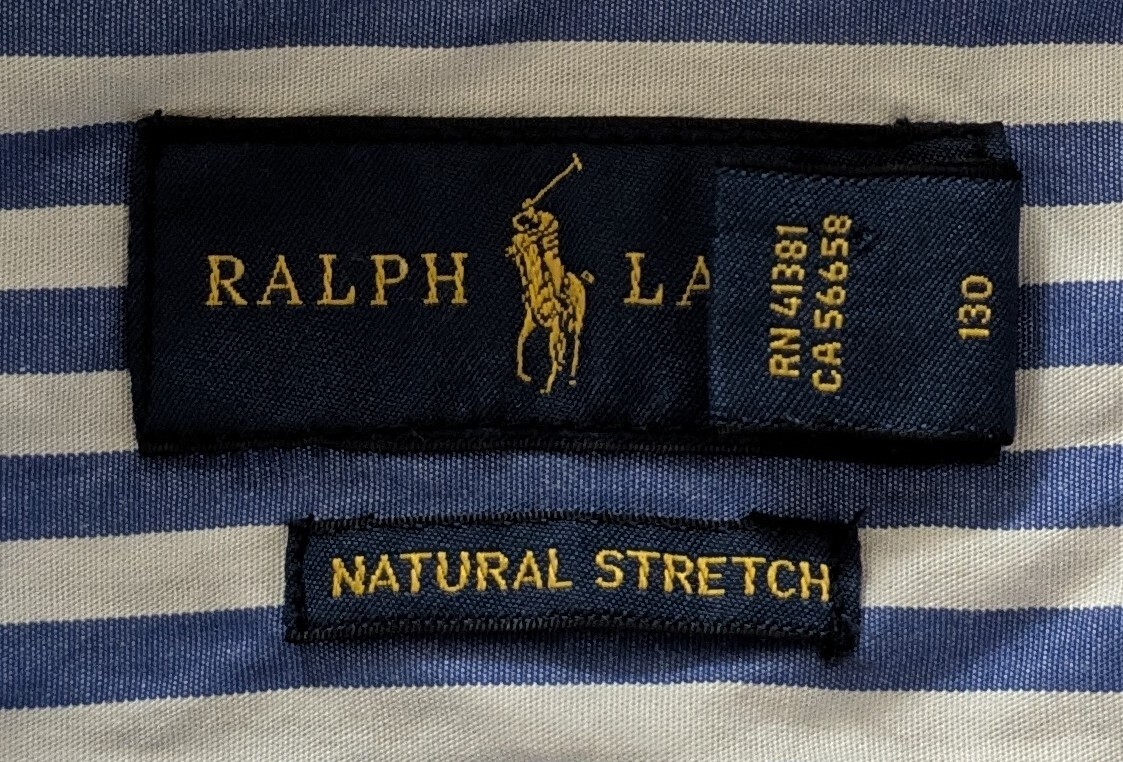 RALPH LA
RN 41381
CA 56658
130
NATURAL STRETCH